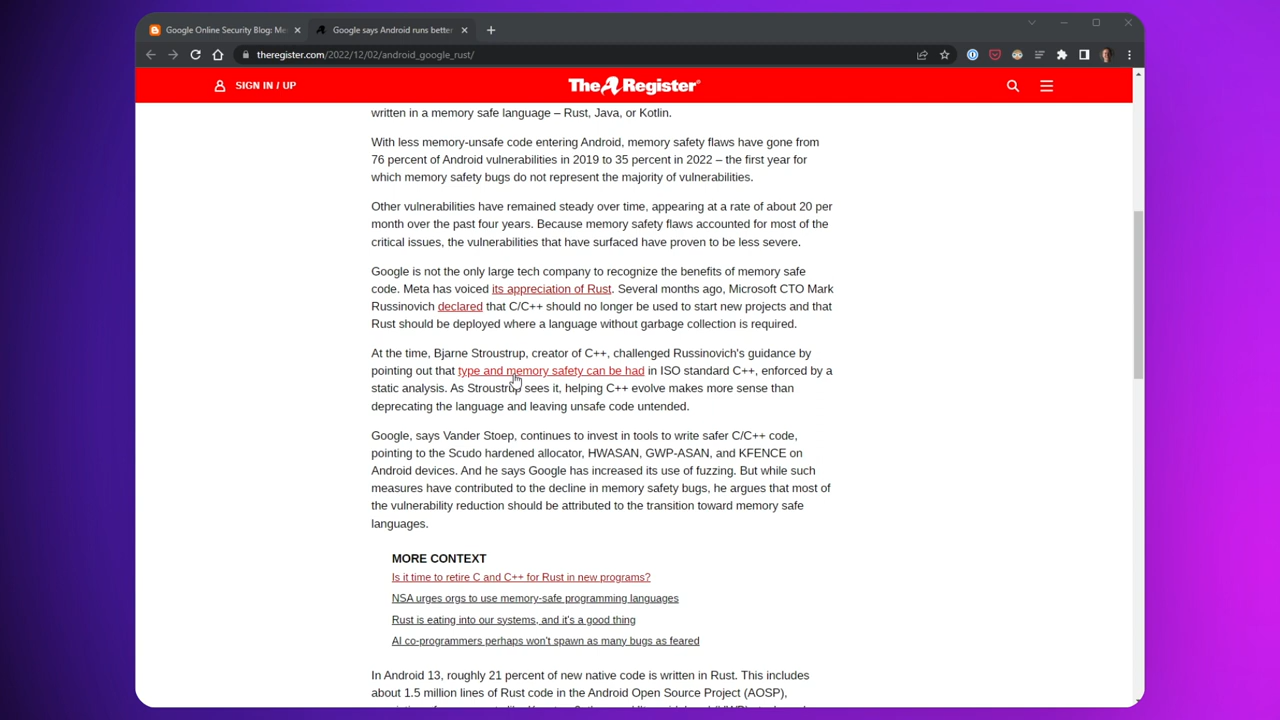 Google Online Security Blog: Me
Google says Android runs better
theregister.com/2022/12/02/android_google_rust/
SIGN IN / UP
The Register
written in a memory safe language – Rust, Java, or Kotlin.
With less memory-unsafe code entering Android, memory safety flaws have gone from
76 percent of Android vulnerabilities in 2019 to 35 percent in 2022 – the first year for
which memory safety bugs do not represent the majority of vulnerabilities.
Other vulnerabilities have remained steady over time, appearing at a rate of about 20 per
month over the past four years. Because memory safety flaws accounted for most of the
critical issues, the vulnerabilities that have surfaced have proven to be less severe.
Google is not the only large tech company to recognize the benefits of memory safe
code. Meta has voiced its appreciation of Rust. Several months ago, Microsoft CTO Mark
Russinovich declared that C/C++ should no longer be used to start new projects and that
Rust should be deployed where a language without garbage collection is required.
At the time, Bjarne Stroustrup, creator of C++, challenged Russinovich's guidance by
pointing out that type and memory safety can be had in ISO standard C++, enforced by a
static analysis. As Stroustrup sees it, helping C++ evolve makes more sense than
deprecating the language and leaving unsafe code untended.
Google, says Vander Stoep, continues to invest in tools to write safer C/C++ code,
pointing to the Scudo hardened allocator, HWASAN, GWP-ASAN, and KFENCE on
Android devices. And he says Google has increased its use of fuzzing. But while such
measures have contributed to the decline in memory safety bugs, he argues that most of
the vulnerability reduction should be attributed to the transition toward memory safe
languages.
MORE CONTEXT
Is it time to retire C and C++ for Rust in new programs?
NSA urges orgs to use memory-safe programming languages
Rust is eating into our systems, and it's a good thing
AI co-programmers perhaps won't spawn as many bugs as feared
In Android 13, roughly 21 percent of new native code is written in Rust. This includes
about 1.5 million lines of Rust code in the Android Open Source Project (AOSP),